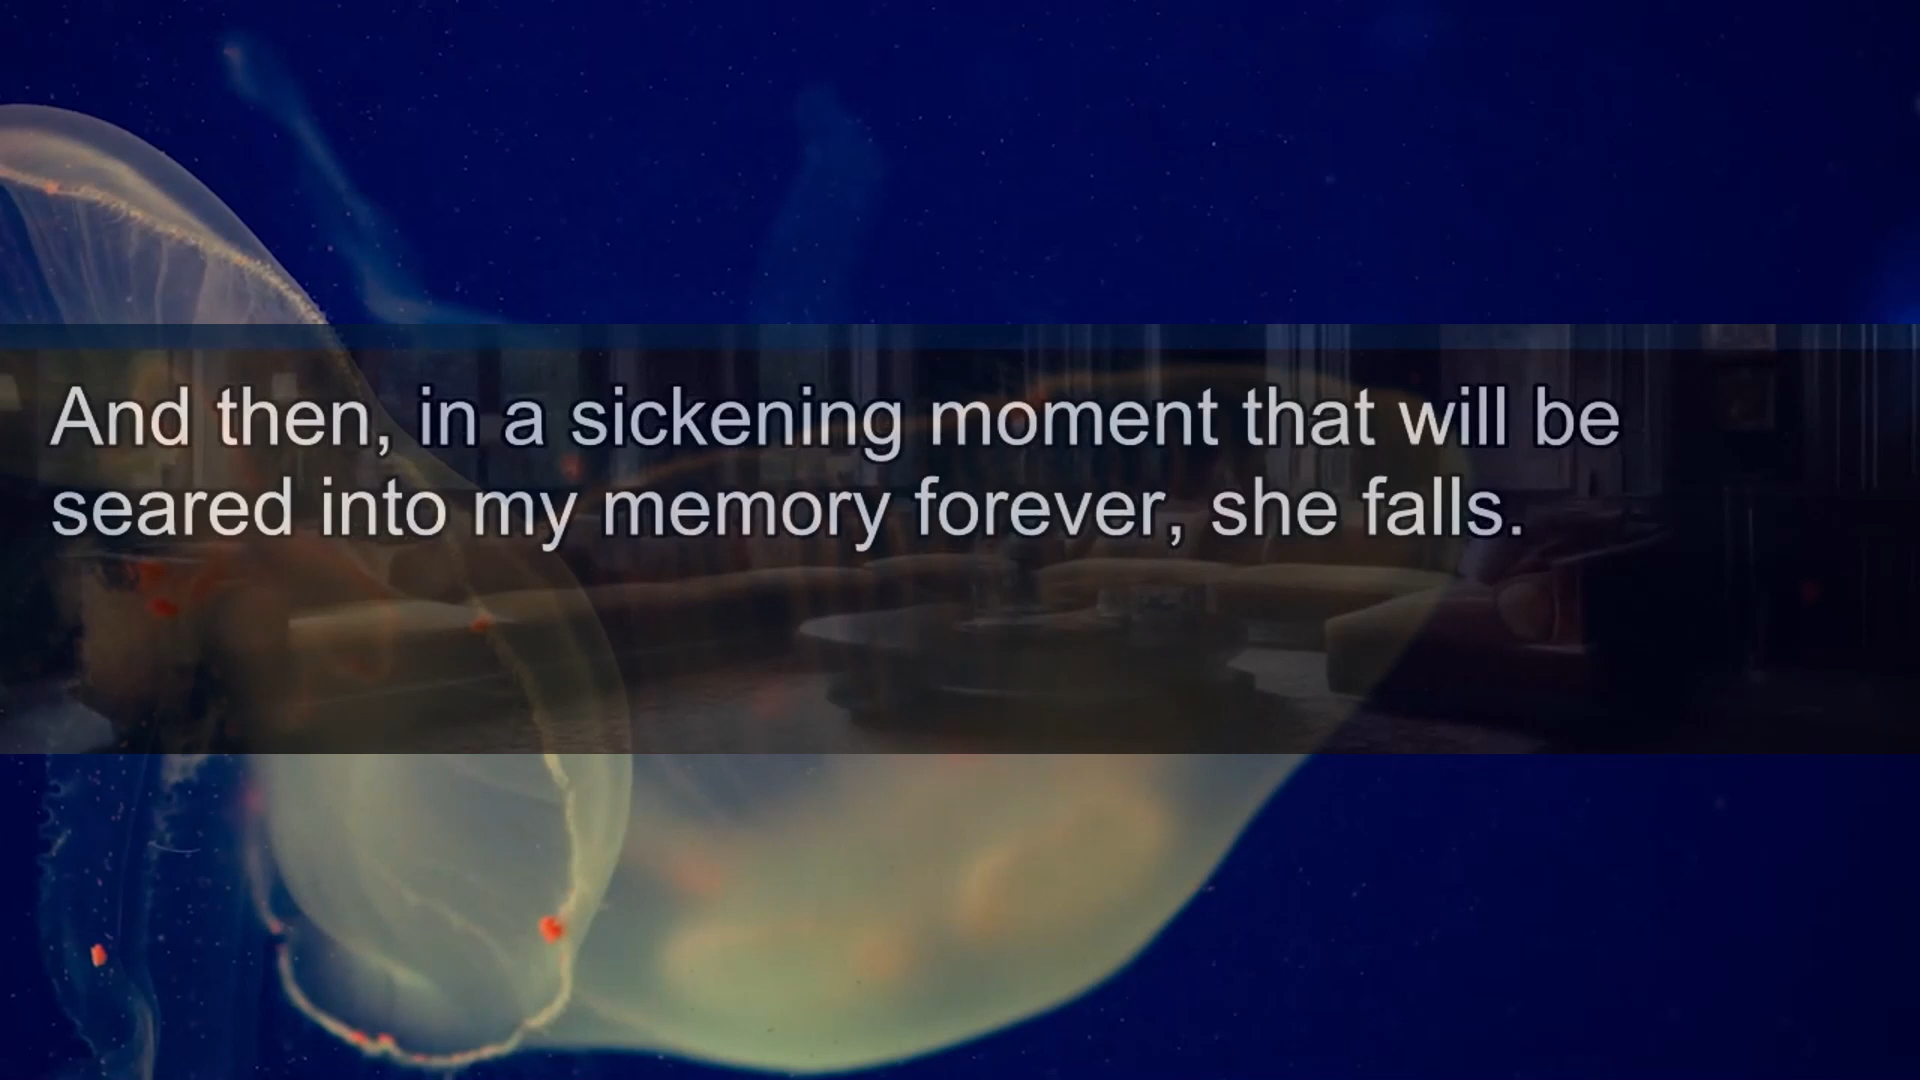 And then, in a sickening moment that will be
seared into my memory forever, she falls.